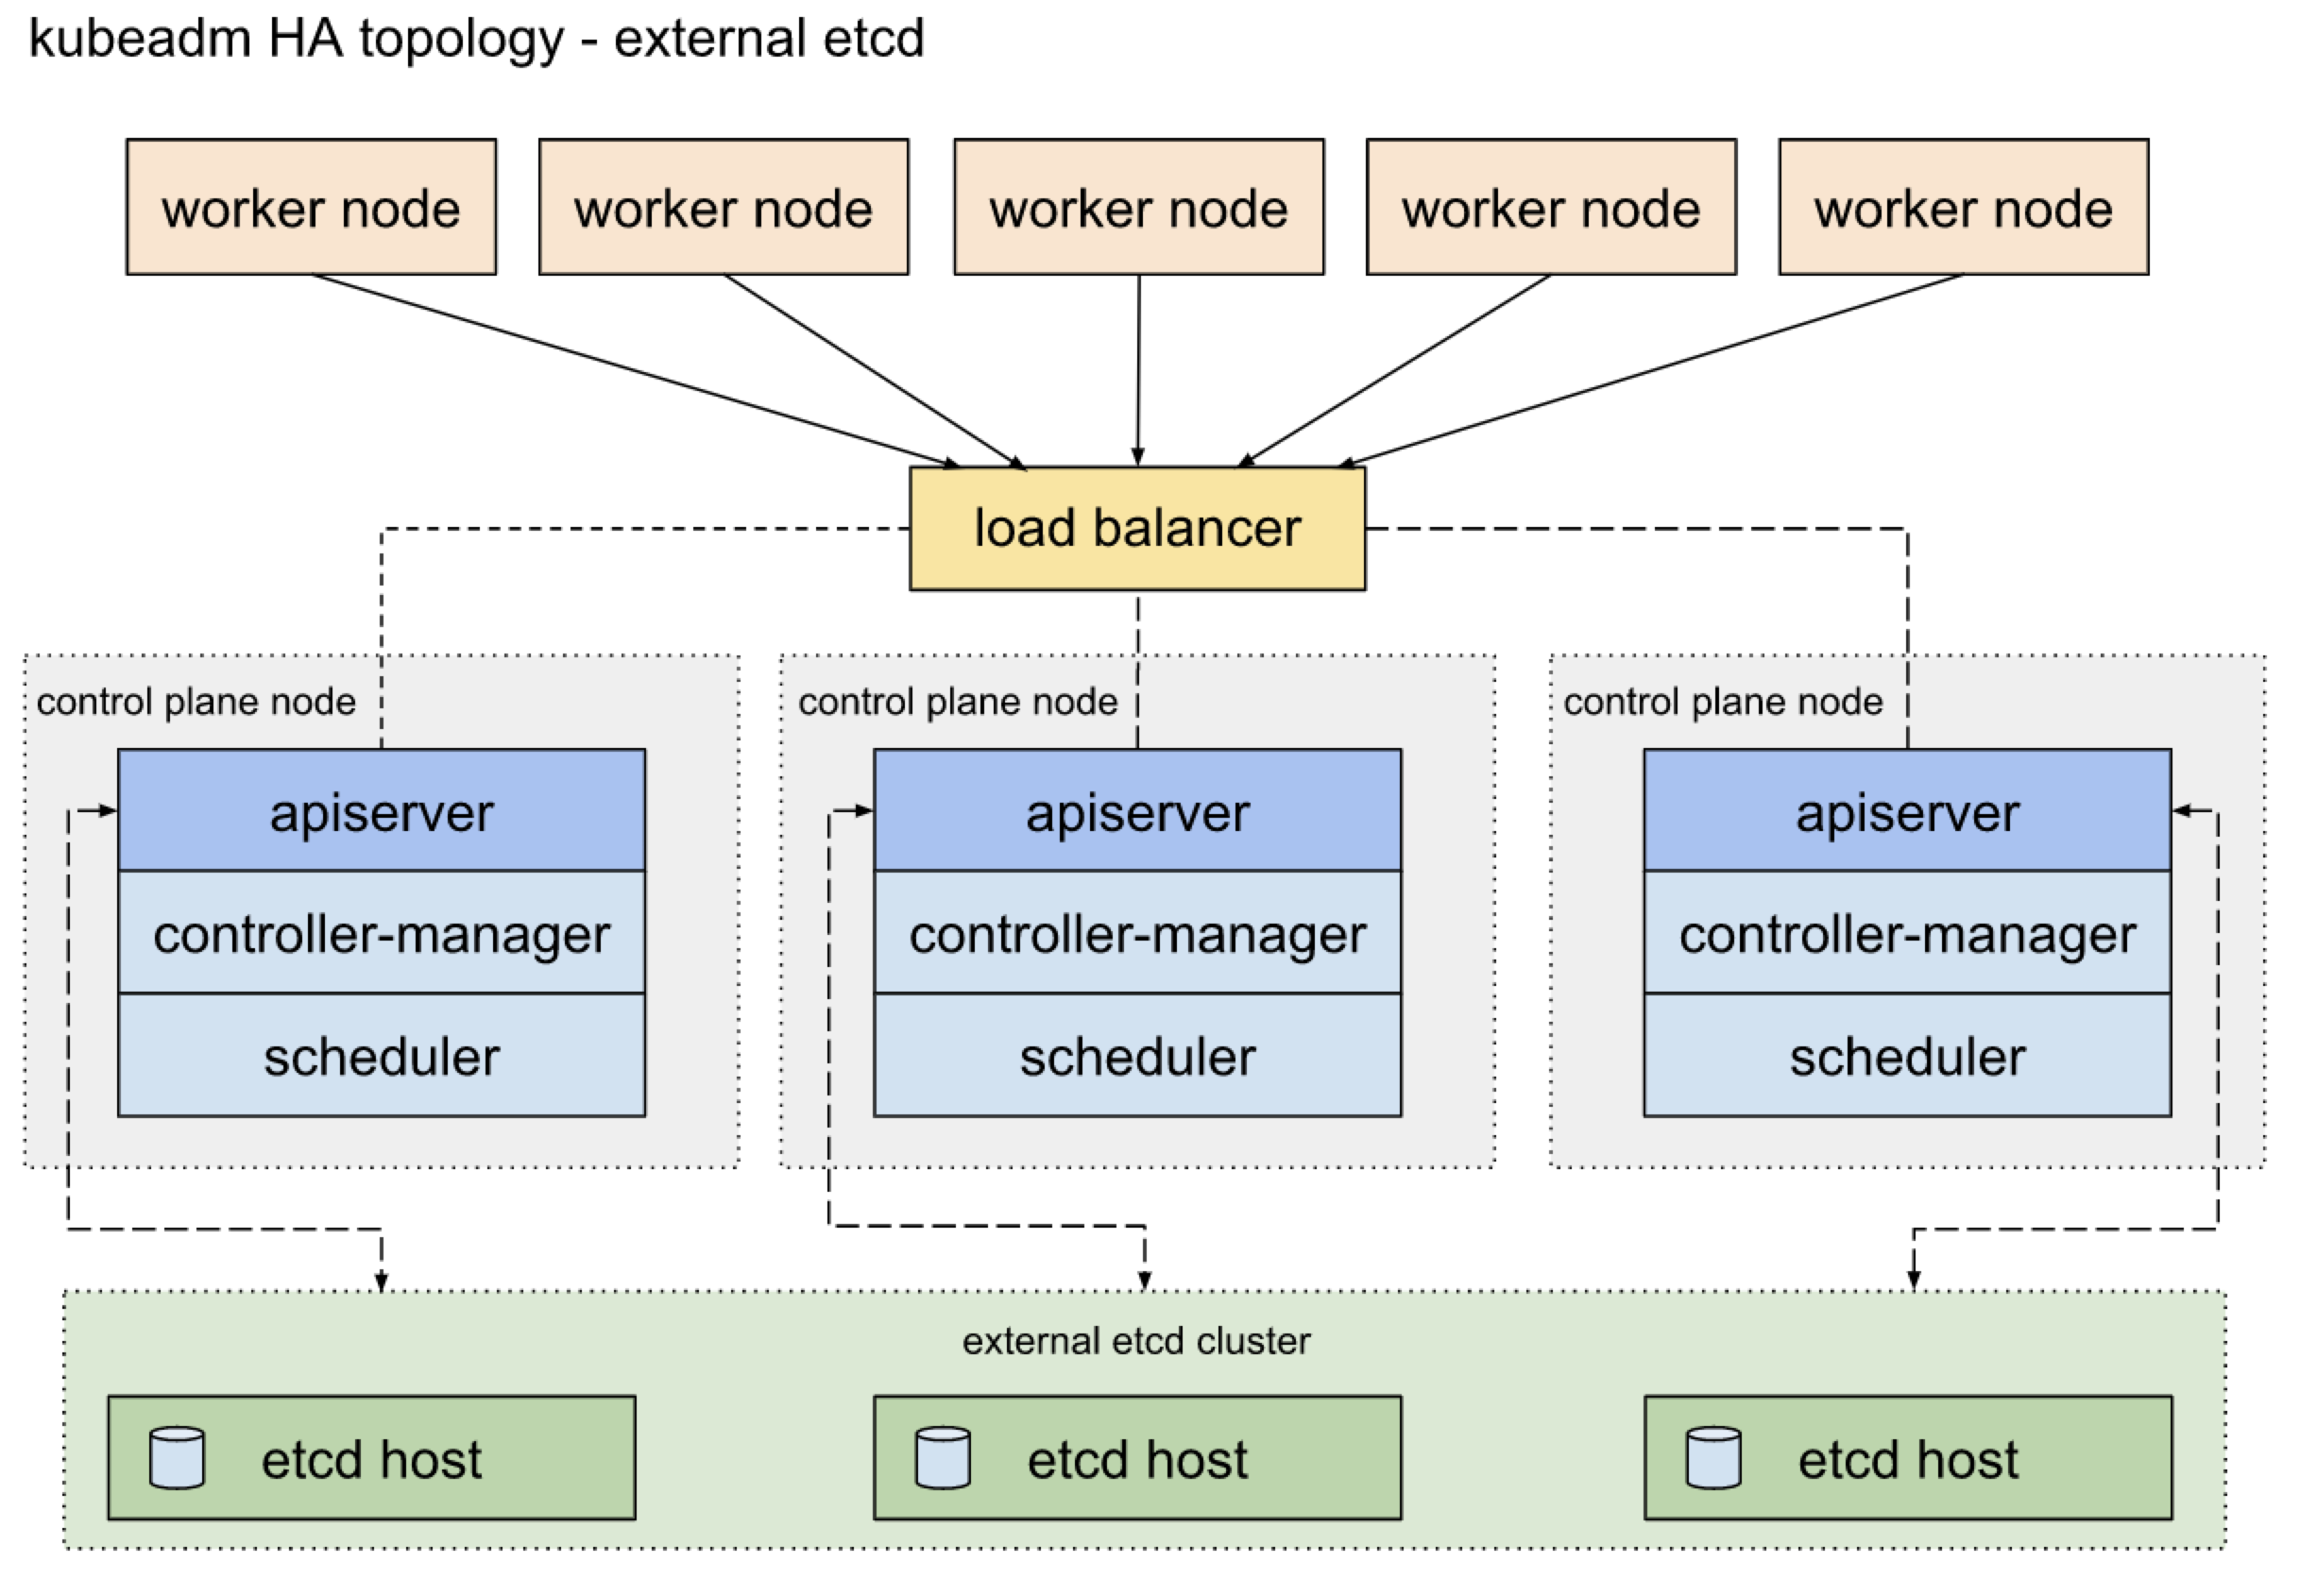 kubeadm HA topology - external etcd
worker node
worker node
worker node
worker node
worker node
load balancer
control plane node
apiserver
controller-manager
scheduler
control plane node
apiserver
controller-manager
scheduler
control plane node
apiserver
controller-manager
scheduler
external etcd cluster
etcd host
etcd host
etcd host